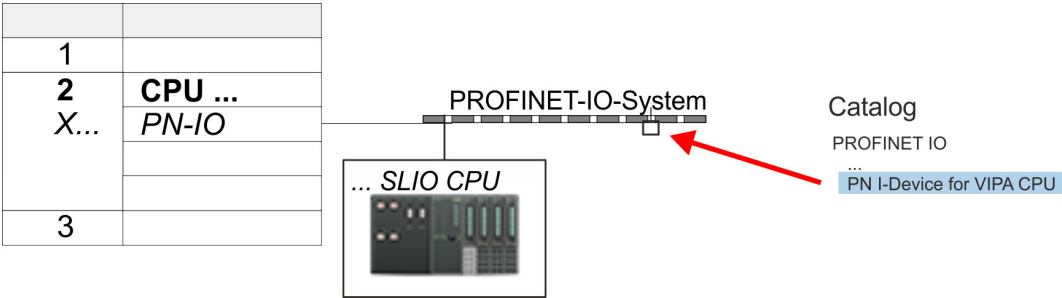 1
2 CPU ...
X... PN-IO
3
PROFINET-IO-System
... SLIO CPU
Catalog
PROFINET IO
...
PN I-Device for VIPA CPU